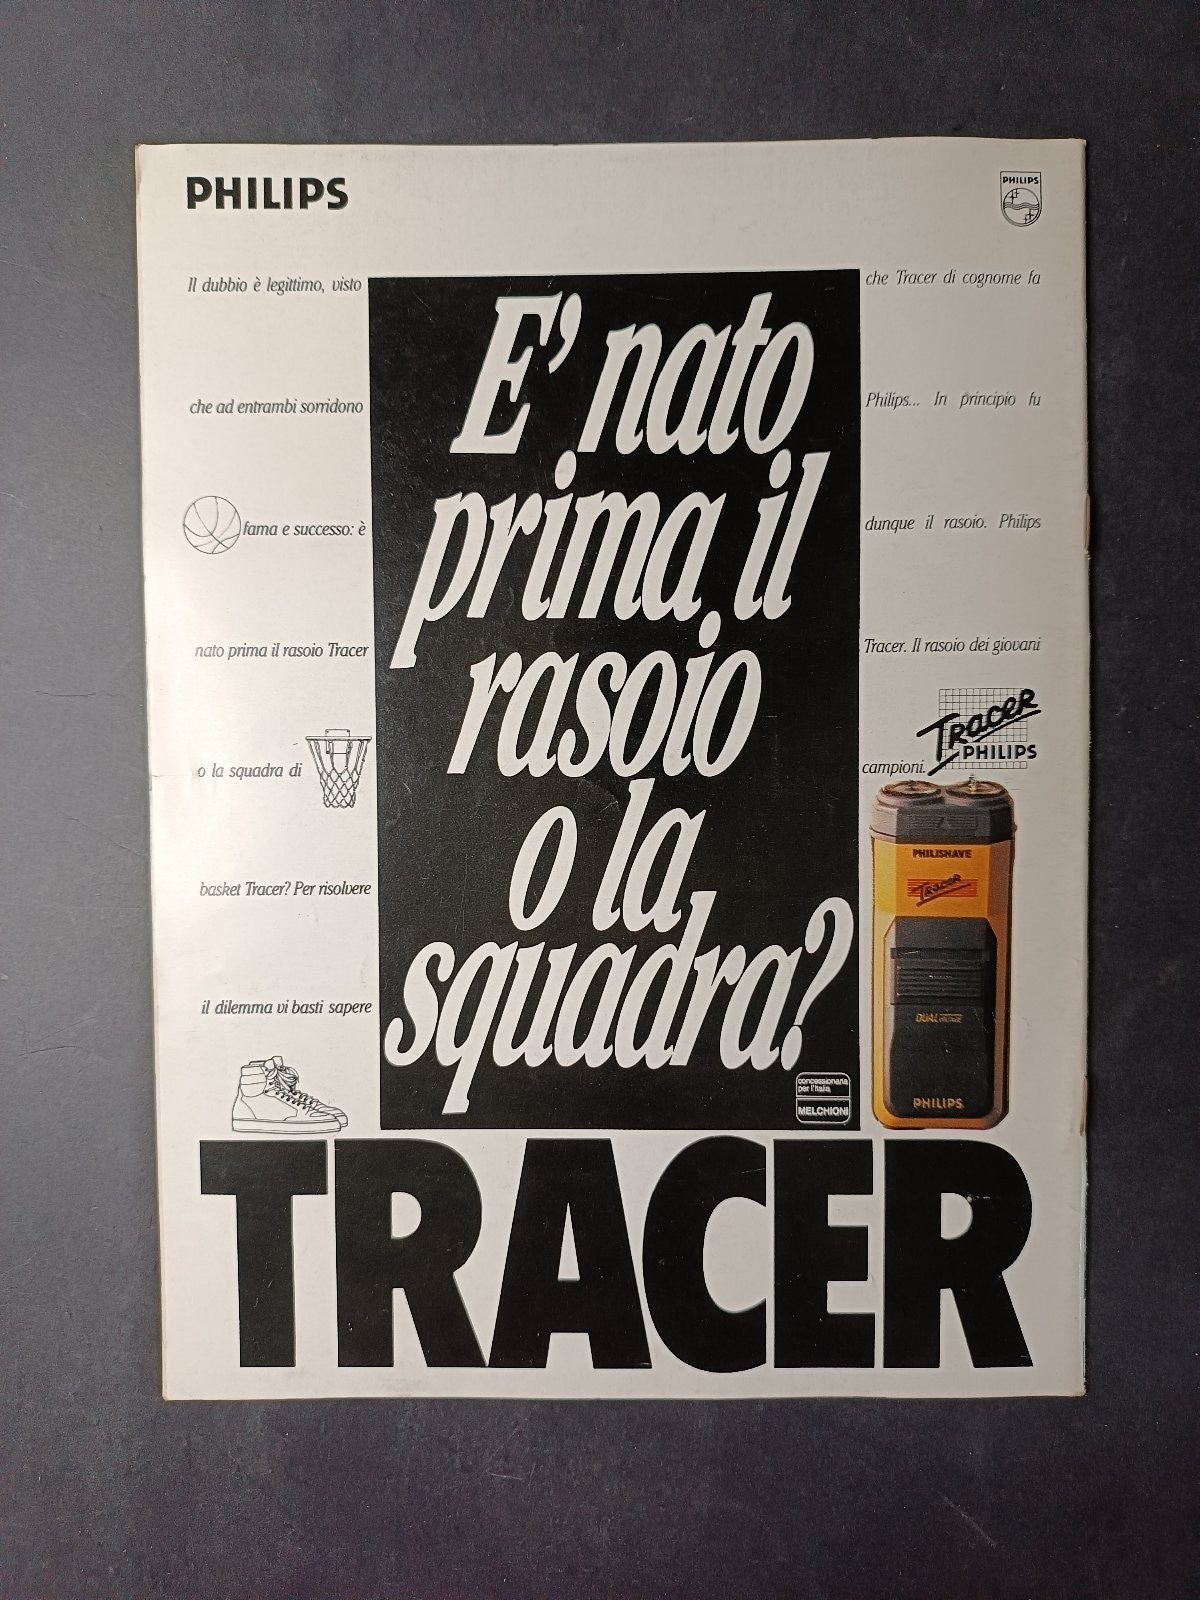 PHILIPS
PHILIPS
Il dubbio è legittimo, visto
che ad entrambi sorridono
fama e successo: è
nato prima il rasoio Tracer
o la squadra di
basket Tracer? Per risolvere
il dilemma vi basti sapere
E' nato
prima il
rasoio
o la
squadra?
concessionaria
per l'Italia
MELCHIONI
che Tracer di cognome fa
Philips... In principio fu
dunque il rasoio. Philips
Tracer. Il rasoio dei giovani
campioni.
TRACER
PHILIPS
PHILISHAVE
TRACER
DUAL VOLTAGE
PHILIPS
TRACER